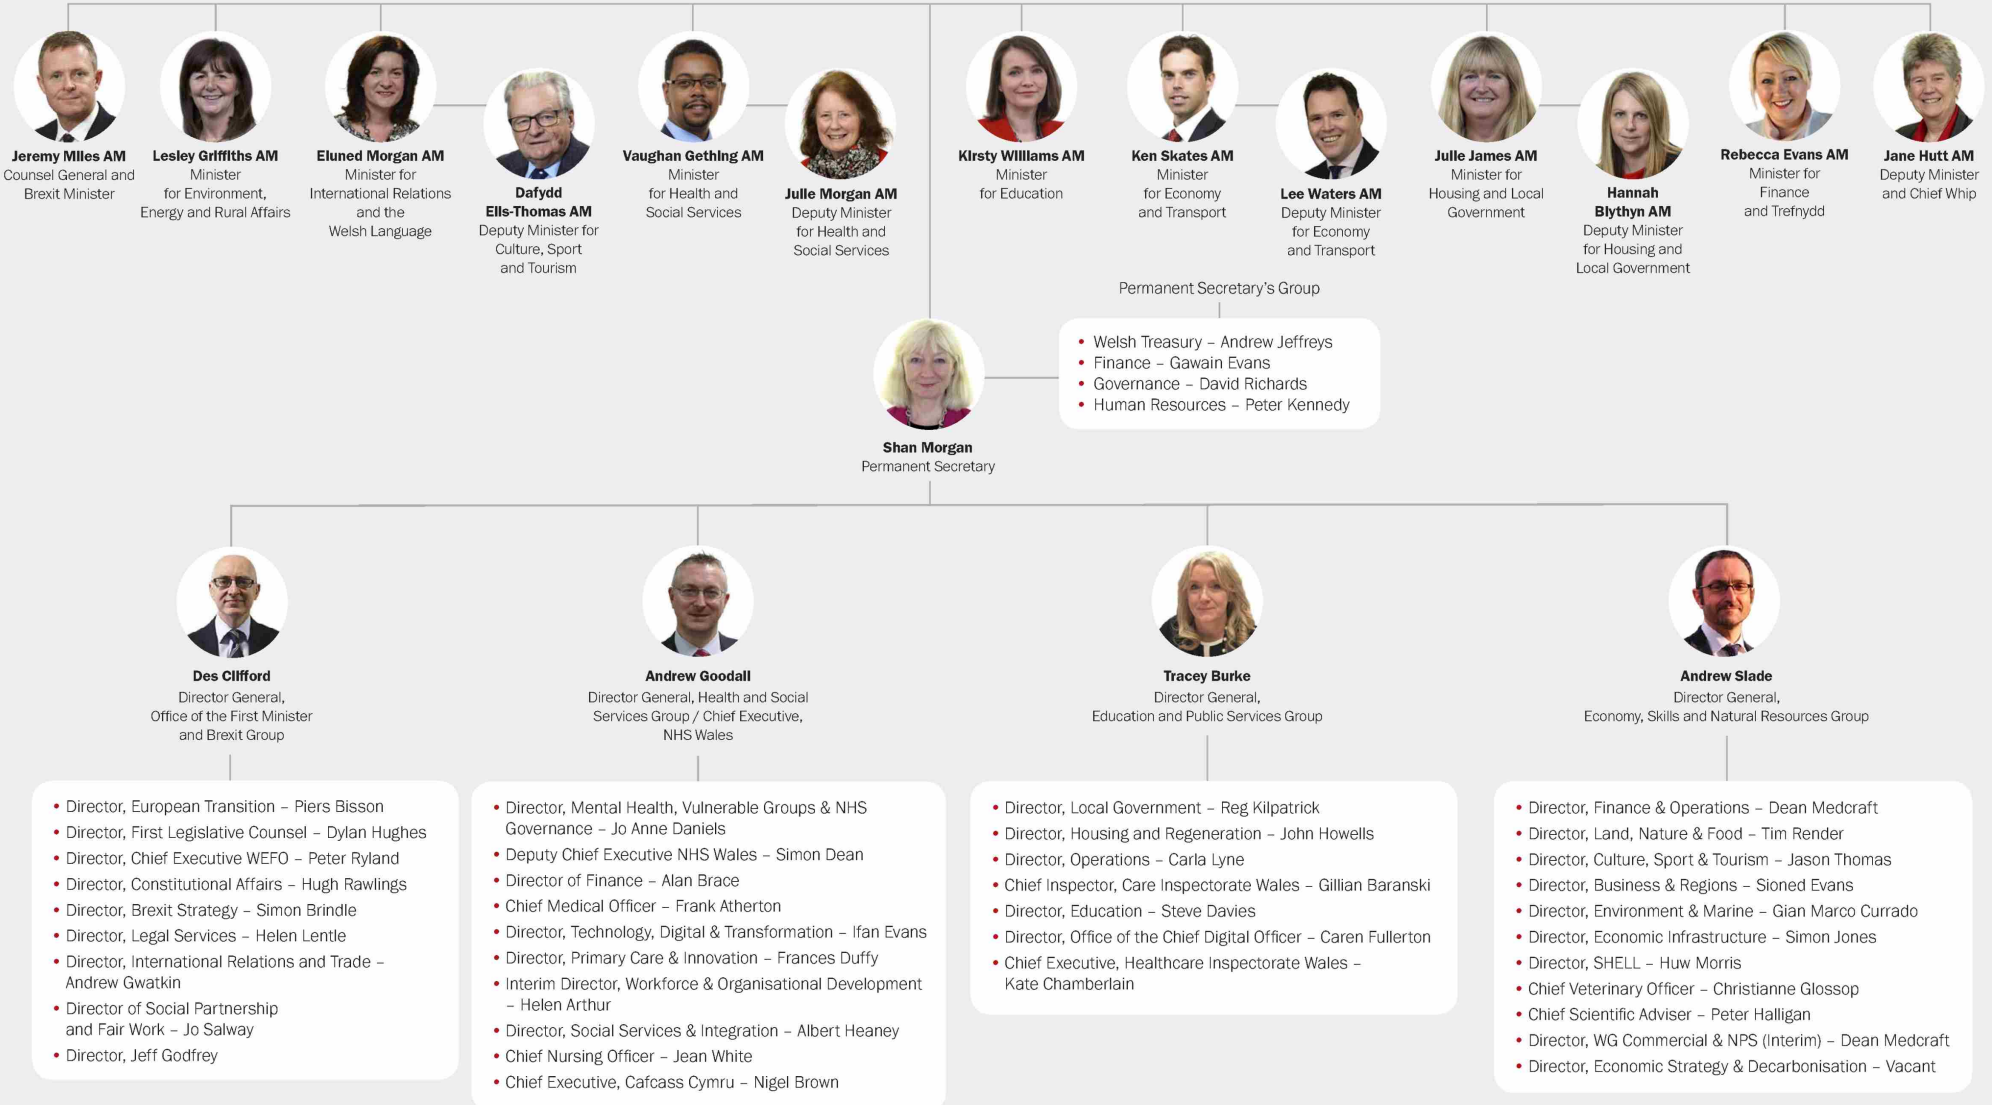 Jeremy Miles AM
Counsel General and
Brexit Minister
Lesley Griffiths AM
Minister
for Environment,
Energy and Rural Affairs
Eluned Morgan AM
Minister for
International Relations
and the
Welsh Language
Dafydd
Elis-Thomas AM
Deputy Minister for
Culture, Sport
and Tourism
Vaughan Gething AM
Minister
for Health and
Social Services
Julie Morgan AM
Deputy Minister
for Health and
Social Services
Kirsty Williams AM
Minister
for Education
Ken Skates AM
Minister
for Economy
and Transport
Lee Waters AM
Deputy Minister
for Economy
and Transport
Julie James AM
Minister for
Housing and Local
Government
Hannah
Blythyn AM
Deputy Minister
for Housing and
Local Government
Rebecca Evans AM
Minister for
Finance
and Trefnydd
Jane Hutt AM
Deputy Minister
and Chief Whip
Permanent Secretary's Group
• Welsh Treasury – Andrew Jeffreys
• Finance – Gawain Evans
• Governance – David Richards
• Human Resources – Peter Kennedy
Shan Morgan
Permanent Secretary
Des Clifford
Director General,
Office of the First Minister
and Brexit Group
• Director, European Transition – Piers Bisson
• Director, First Legislative Counsel – Dylan Hughes
• Director, Chief Executive WEFO – Peter Ryland
• Director, Constitutional Affairs – Hugh Rawlings
• Director, Brexit Strategy – Simon Brindle
• Director, Legal Services – Helen Lentle
• Director, International Relations and Trade –
Andrew Gwatkin
• Director of Social Partnership
and Fair Work – Jo Salway
• Director, Jeff Godfrey
Andrew Goodall
Director General, Health and Social
Services Group / Chief Executive,
NHS Wales
• Director, Mental Health, Vulnerable Groups & NHS
Governance – Jo Anne Daniels
• Deputy Chief Executive NHS Wales – Simon Dean
• Director of Finance – Alan Brace
• Chief Medical Officer – Frank Atherton
• Director, Technology, Digital & Transformation – Ifan Evans
• Director, Primary Care & Innovation – Frances Duffy
• Interim Director, Workforce & Organisational Development
– Helen Arthur
• Director, Social Services & Integration – Albert Heaney
• Chief Nursing Officer – Jean White
• Chief Executive, Cafcass Cymru – Nigel Brown
Tracey Burke
Director General,
Education and Public Services Group
• Director, Local Government – Reg Kilpatrick
• Director, Housing and Regeneration – John Howells
• Director, Operations – Carla Lyne
• Chief Inspector, Care Inspectorate Wales – Gillian Baranski
• Director, Education – Steve Davies
• Director, Office of the Chief Digital Officer – Caren Fullerton
• Chief Executive, Healthcare Inspectorate Wales –
Kate Chamberlain
Andrew Slade
Director General,
Economy, Skills and Natural Resources Group
• Director, Finance & Operations – Dean Medcraft
• Director, Land, Nature & Food – Tim Render
• Director, Culture, Sport & Tourism – Jason Thomas
• Director, Business & Regions – Sioned Evans
• Director, Environment & Marine – Gian Marco Currado
• Director, Economic Infrastructure – Simon Jones
• Director, SHELL – Huw Morris
• Chief Veterinary Officer – Christianne Glossop
• Chief Scientific Adviser – Peter Halligan
• Director, WG Commercial & NPS (Interim) – Dean Medcraft
• Director, Economic Strategy & Decarbonisation – Vacant